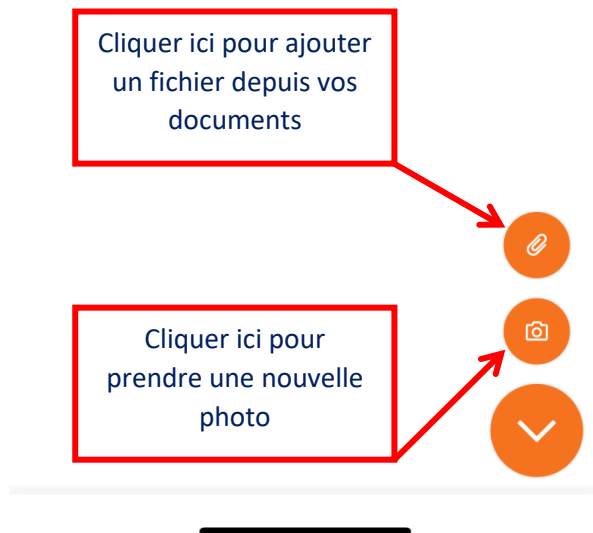 Cliquer ici pour ajouter
un fichier depuis vos
documents
Cliquer ici pour
prendre une nouvelle
photo